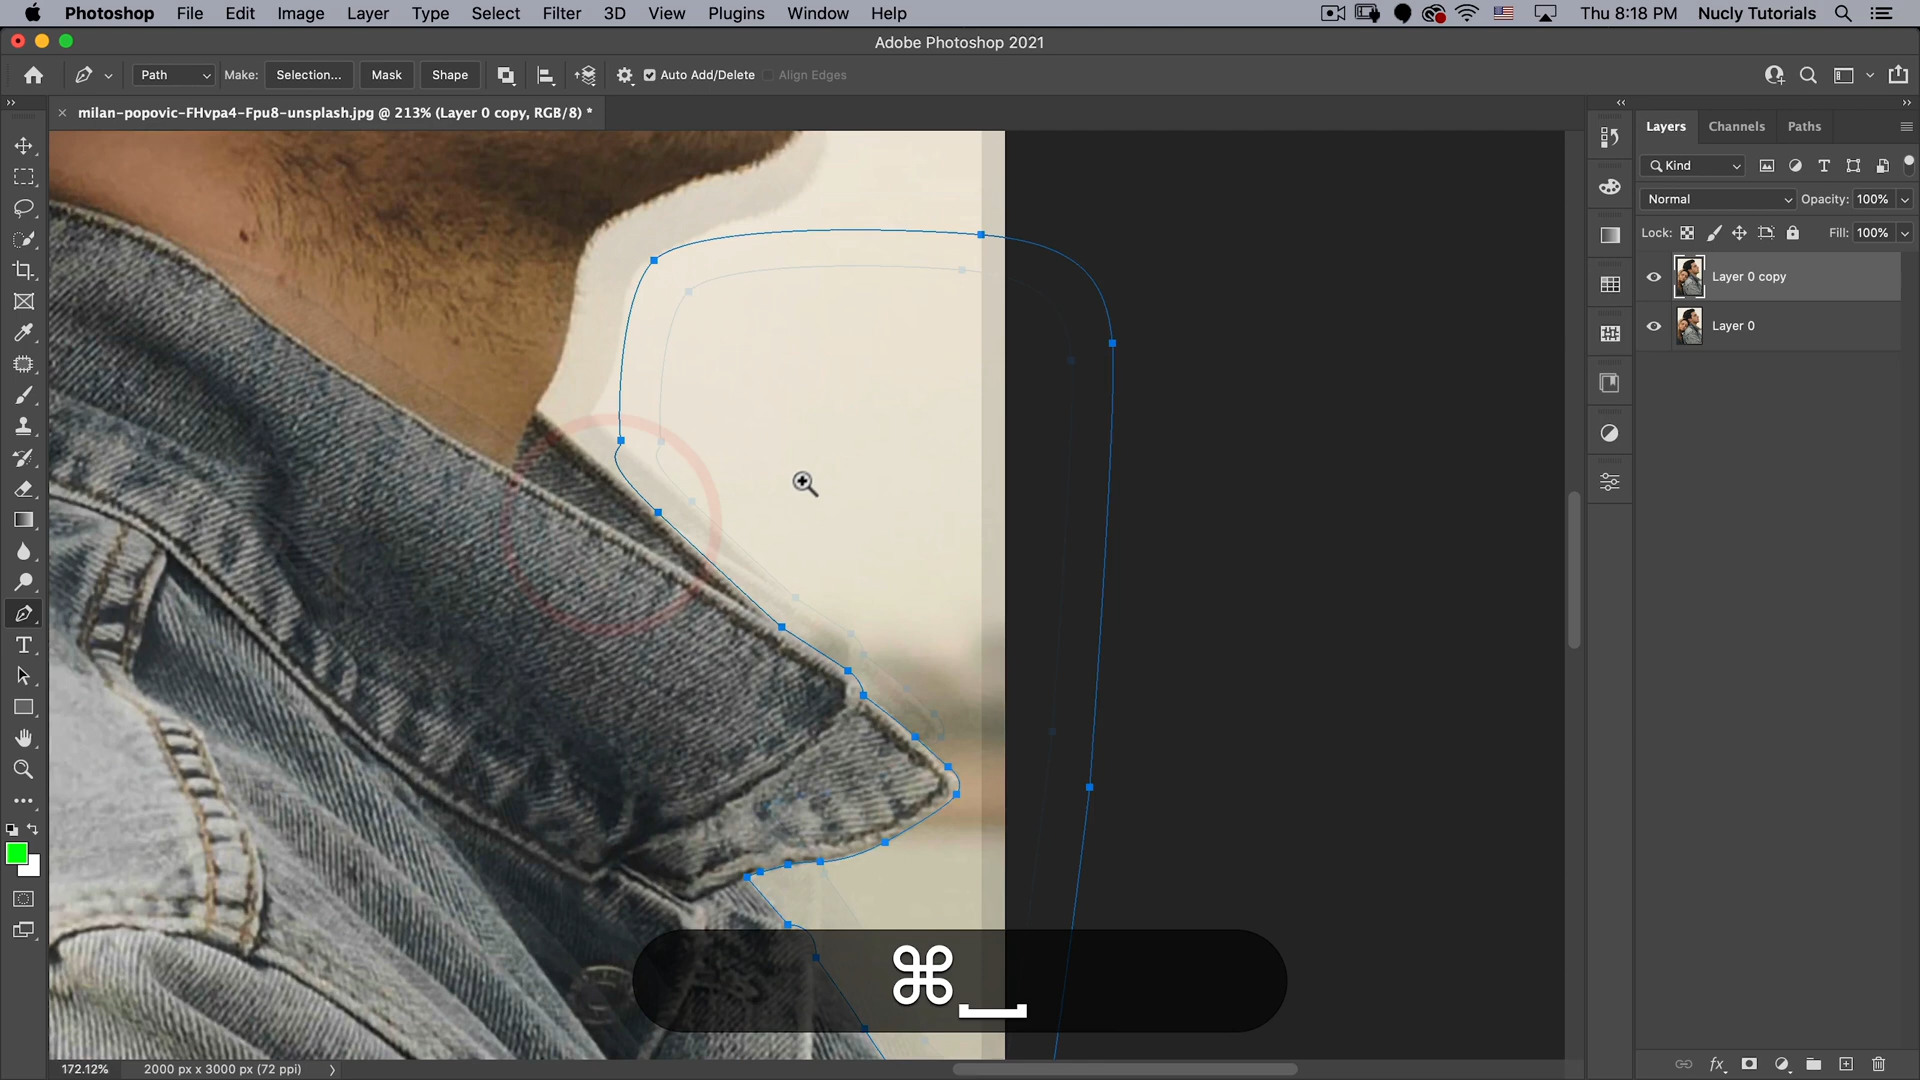 Photoshop File Edit Image Layer Type Select Filter 3D View Plugins Window Help Thu 8:18 PM Nucly Tutorials
Adobe Photoshop 2021
Path Make: Selection... Mask Shape Auto Add/Delete Align Edges
milan-popovic-FHvpa4-Fpu8-unsplash.jpg @ 213% (Layer 0 copy, RGB/8) *
Layers Channels Paths
Kind
Normal Opacity: 100%
Lock: Fill: 100%
Layer 0 copy
Layer 0
⌘
172.12% 2000 px x 3000 px (72 ppi)